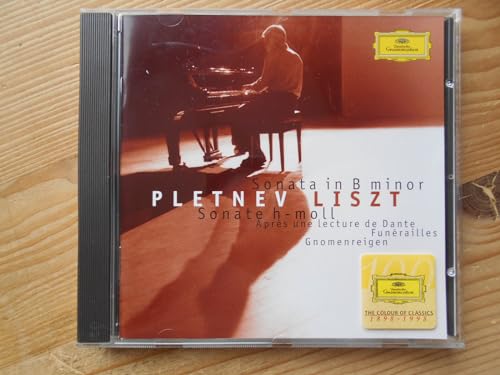 Deutsche
Grammophon
Sonata in B minor
PLETNEV LISZT
Sonate h-moll
Après une lecture de Dante
Funérailles
Gnomenreigen
100
Deutsche
Grammophon
THE COLOUR OF CLASSICS
1898-1998